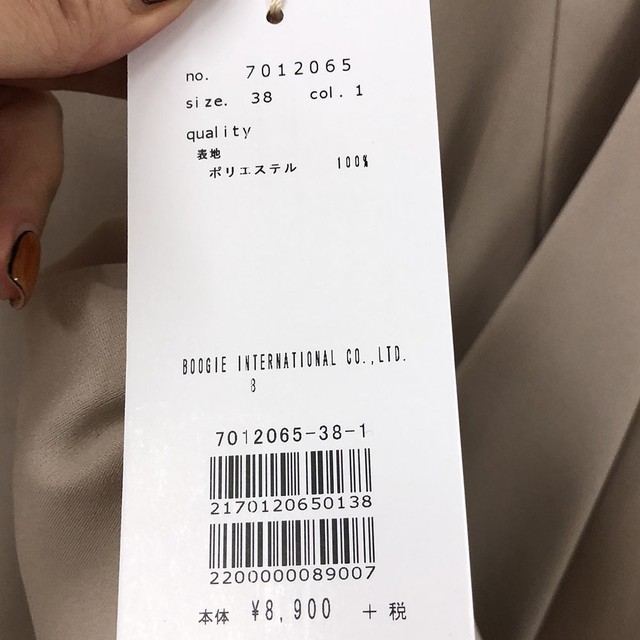 no. 7012065
size. 38 col. 1
quality
表地
ポリエステル 100%
BOOGIE INTERNATIONAL CO.,LTD.
8
7012065-38-1
2170120650138
2200000089007
本体 ¥8,900 +税